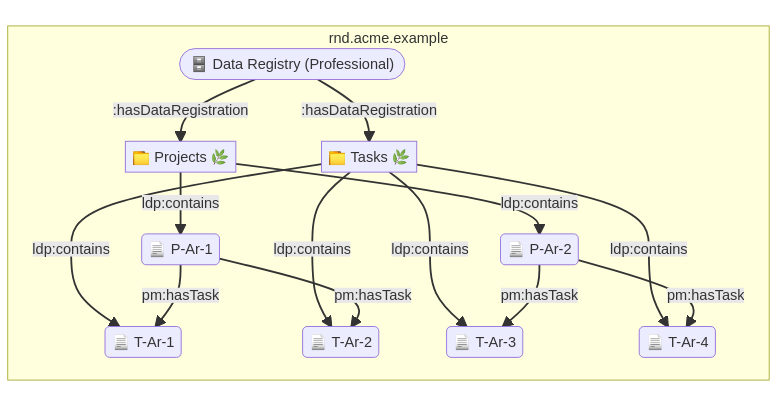 rnd.acme.example
🗄️ Data Registry (Professional)
:hasDataRegistration :hasDataRegistration
🗂️ Projects 🌿 🗂️ Tasks 🌿
ldp:contains ldp:contains
📄 P-Ar-1 📄 P-Ar-2
ldp:contains ldp:contains ldp:contains ldp:contains
pm:hasTask pm:hasTask pm:hasTask pm:hasTask
📄 T-Ar-1 📄 T-Ar-2 📄 T-Ar-3 📄 T-Ar-4